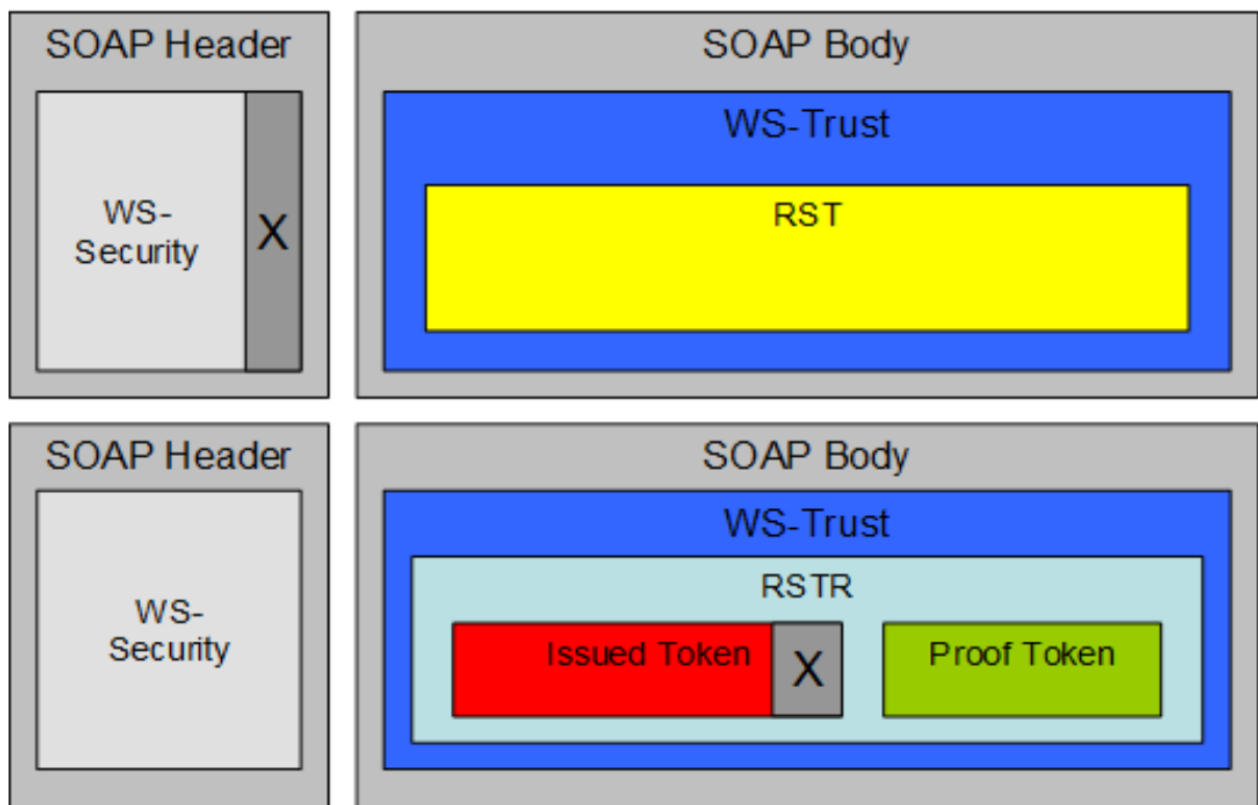 SOAP Header
SOAP Body
WS-Trust
RST
WS-
Security
X
SOAP Header
SOAP Body
WS-Trust
RSTR
WS-
Security
Issued Token
X
Proof Token